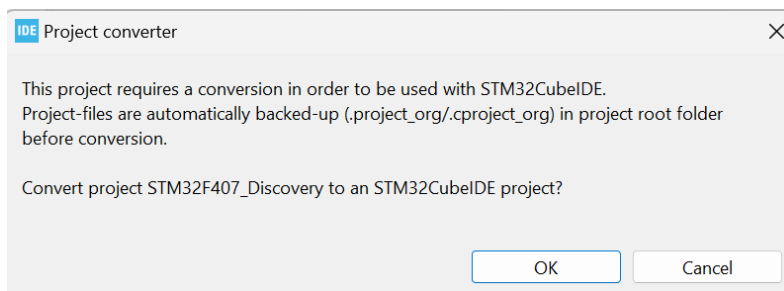 IDE Project converter
This project requires a conversion in order to be used with STM32CubeIDE.
Project-files are automatically backed-up (.project_org/.cproject_org) in project root folder
before conversion.
Convert project STM32F407_Discovery to an STM32CubeIDE project?
OK Cancel